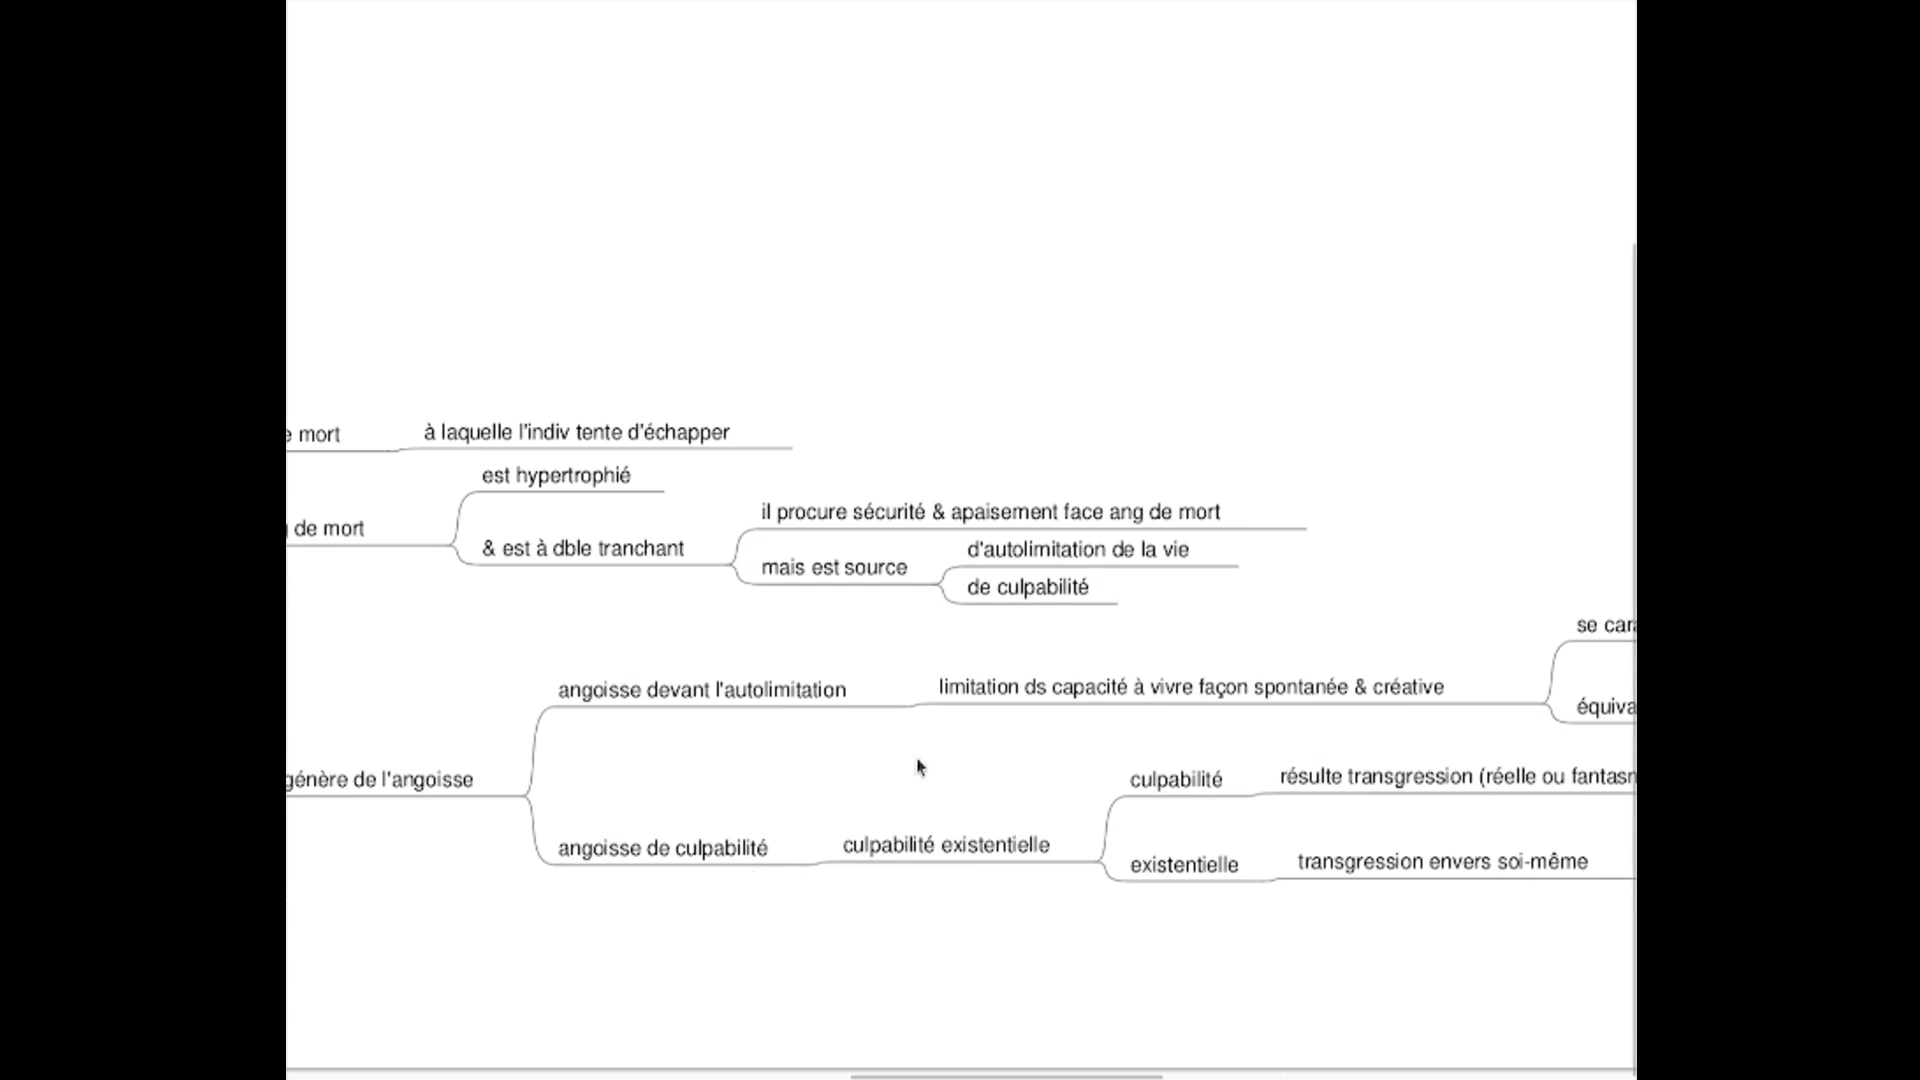 mort
à laquelle l'indiv tente d'échapper
est hypertrophié
de mort
& est à dble tranchant
il procure sécurité & apaisement face ang de mort
mais est source
d'autolimitation de la vie
de culpabilité
se
angoisse devant l'autolimitation
limitation ds capacité à vivre façon spontanée & créative
génère de l'angoisse
culpabilité
résulte transgression (réelle ou
angoisse de culpabilité
culpabilité existentielle
existentielle
transgression envers soi-même